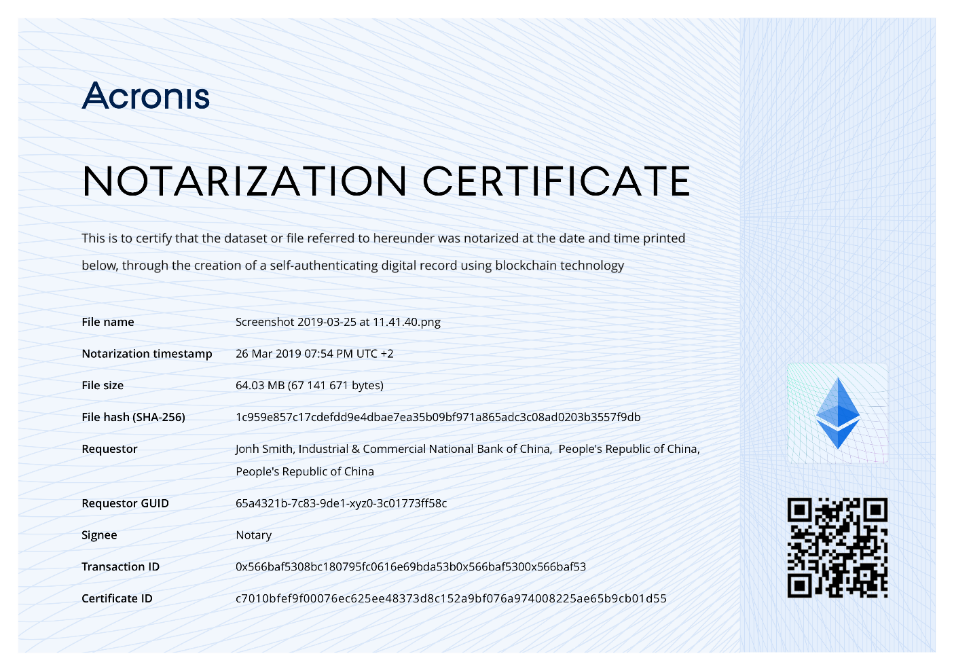 Acronis
NOTARIZATION CERTIFICATE
This is to certify that the dataset or file referred to hereunder was notarized at the date and time printed
below, through the creation of a self-authenticating digital record using blockchain technology
File name Screenshot 2019-03-25 at 11.41.40.png
Notarization timestamp 26 Mar 2019 07:54 PM UTC +2
File size 64.03 MB (67 141 671 bytes)
File hash (SHA-256) 1c959e857c17cdefdd9e4dbae7ea35b09bf971a865adc3c08ad0203b3557f9db
Requestor Jonh Smith, Industrial & Commercial National Bank of China, People's Republic of China,
People's Republic of China
Requestor GUID 65a4321b-7c83-9de1-xyz0-3c01773ff58c
Signee Notary
Transaction ID 0x566baf5308bc180795fc0616e69bda53b0x566baf5300x566baf53
Certificate ID c7010bfef9f00076ec625ee48373d8c152a9bf076a974008225ae65b9cb01d55